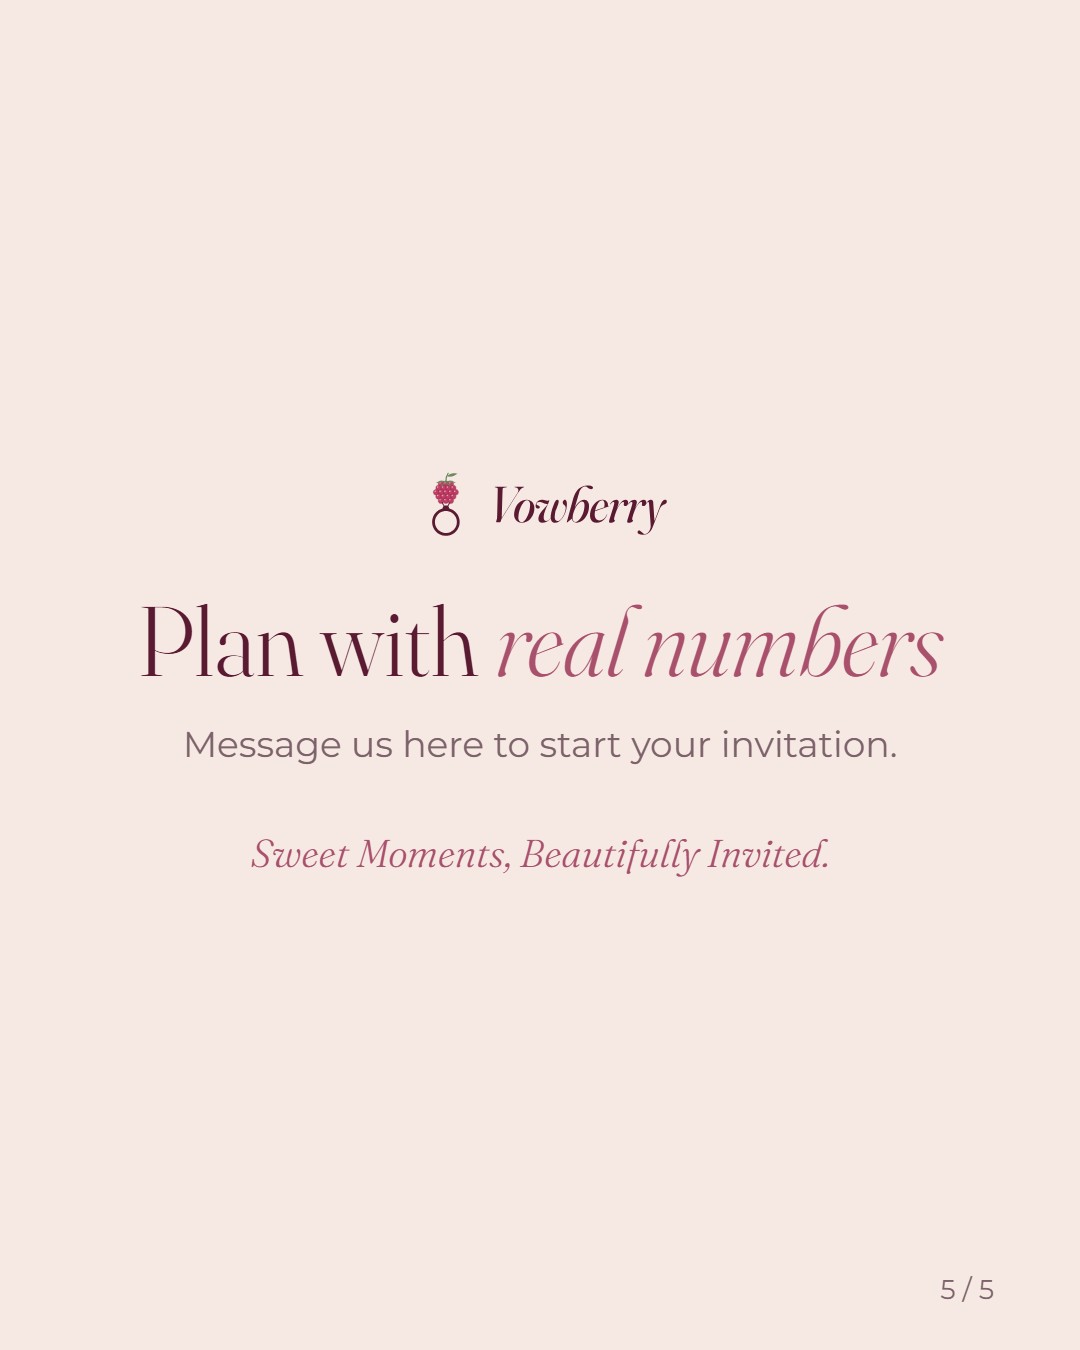 Vowberry
Plan with real numbers
Message us here to start your invitation.
Sweet Moments, Beautifully Invited.
5 / 5